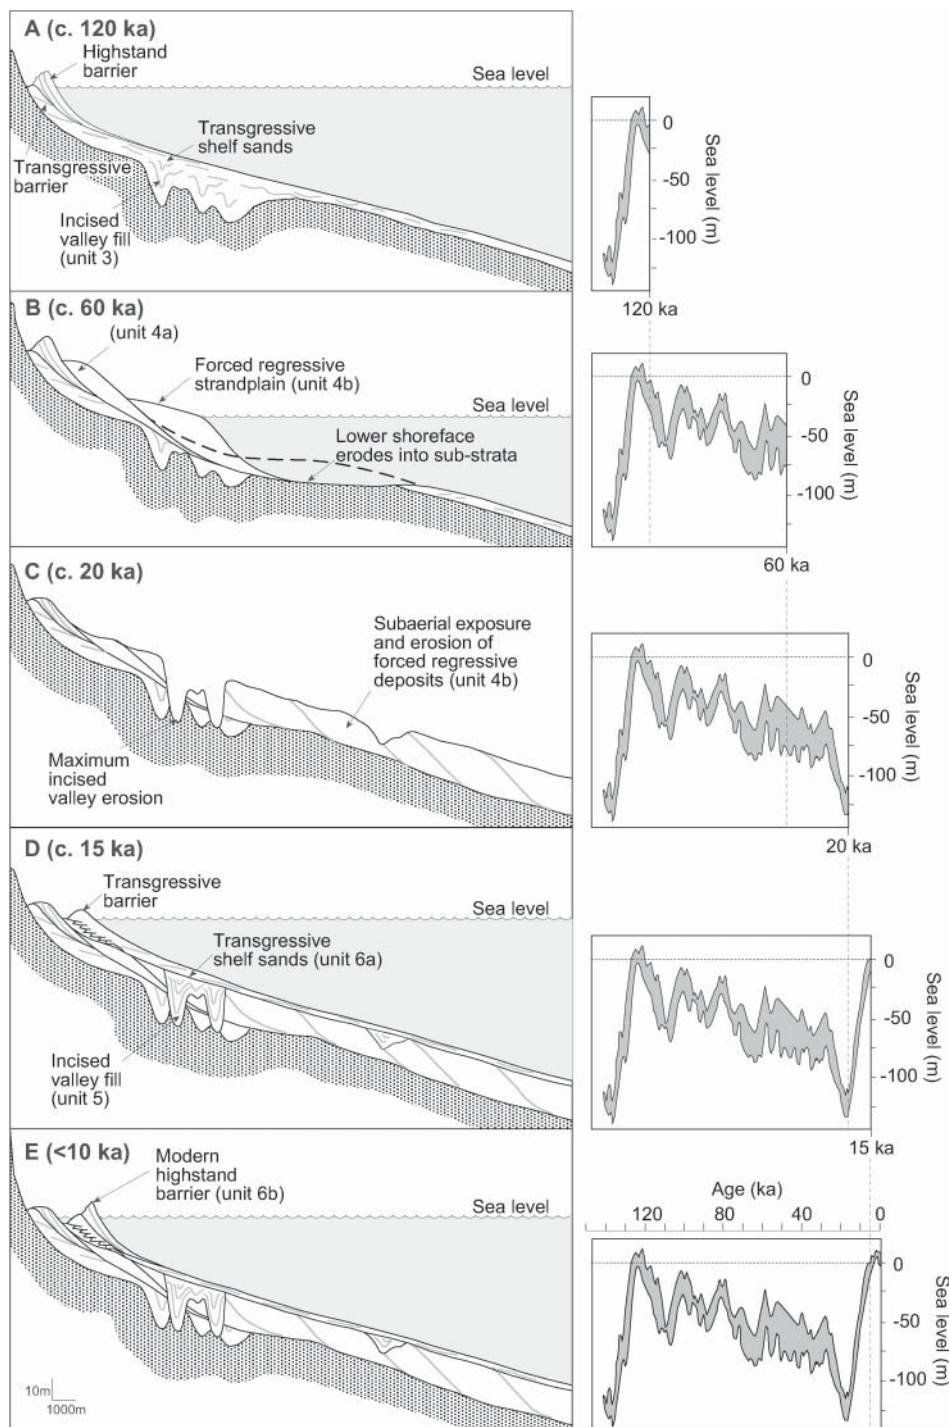 A (c. 120 ka)
Highstand
barrier
Sea level
Transgressive
shelf sands
Transgressive
barrier
Incised
valley fill
(unit 3)
0
-50
-100
Sea level (m)
120 ka
B (c. 60 ka)
(unit 4a)
Forced regressive
strandplain (unit 4b)
Sea level
Lower shoreface
erodes into sub-strata
0
-50
-100
Sea level (m)
60 ka
C (c. 20 ka)
Subaerial exposure
and erosion of
forced regressive
deposits (unit 4b)
Maximum
incised
valley erosion
0
-50
-100
Sea level (m)
20 ka
D (c. 15 ka)
Transgressive
barrier
Sea level
Transgressive
shelf sands (unit 6a)
Incised
valley fill
(unit 5)
0
-50
-100
Sea level (m)
15 ka
E (<10 ka)
Modern
highstand
barrier (unit 6b)
Sea level
10m
1000m
Age (ka)
120 80 40 0
0
-50
-100
Sea level (m)